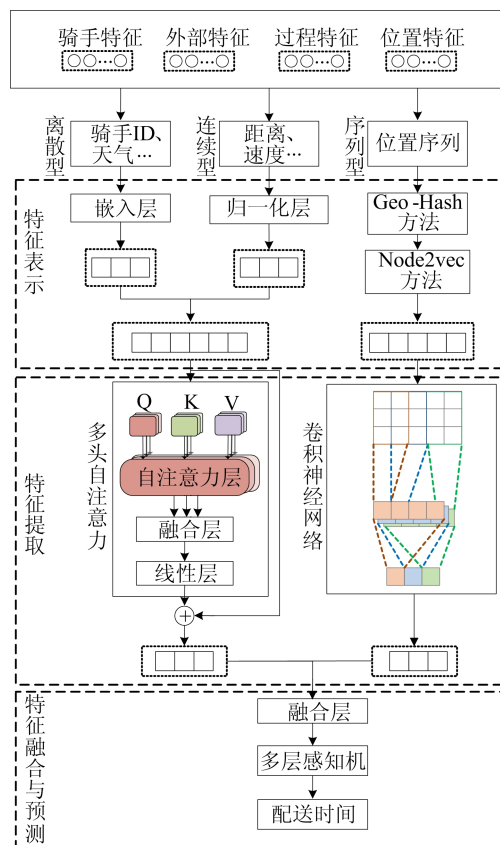 骑手特征 外部特征 过程特征 位置特征
离散型
骑手ID、
天气…
连续型
距离、
速度…
序列型
位置序列
特征表示
嵌入层
归一化层
Geo-Hash
方法
Node2vec
方法
特征提取
多头自注意力
Q K V
自注意力层
融合层
线性层
卷积神经网络
特征融合与预测
融合层
多层感知机
配送时间